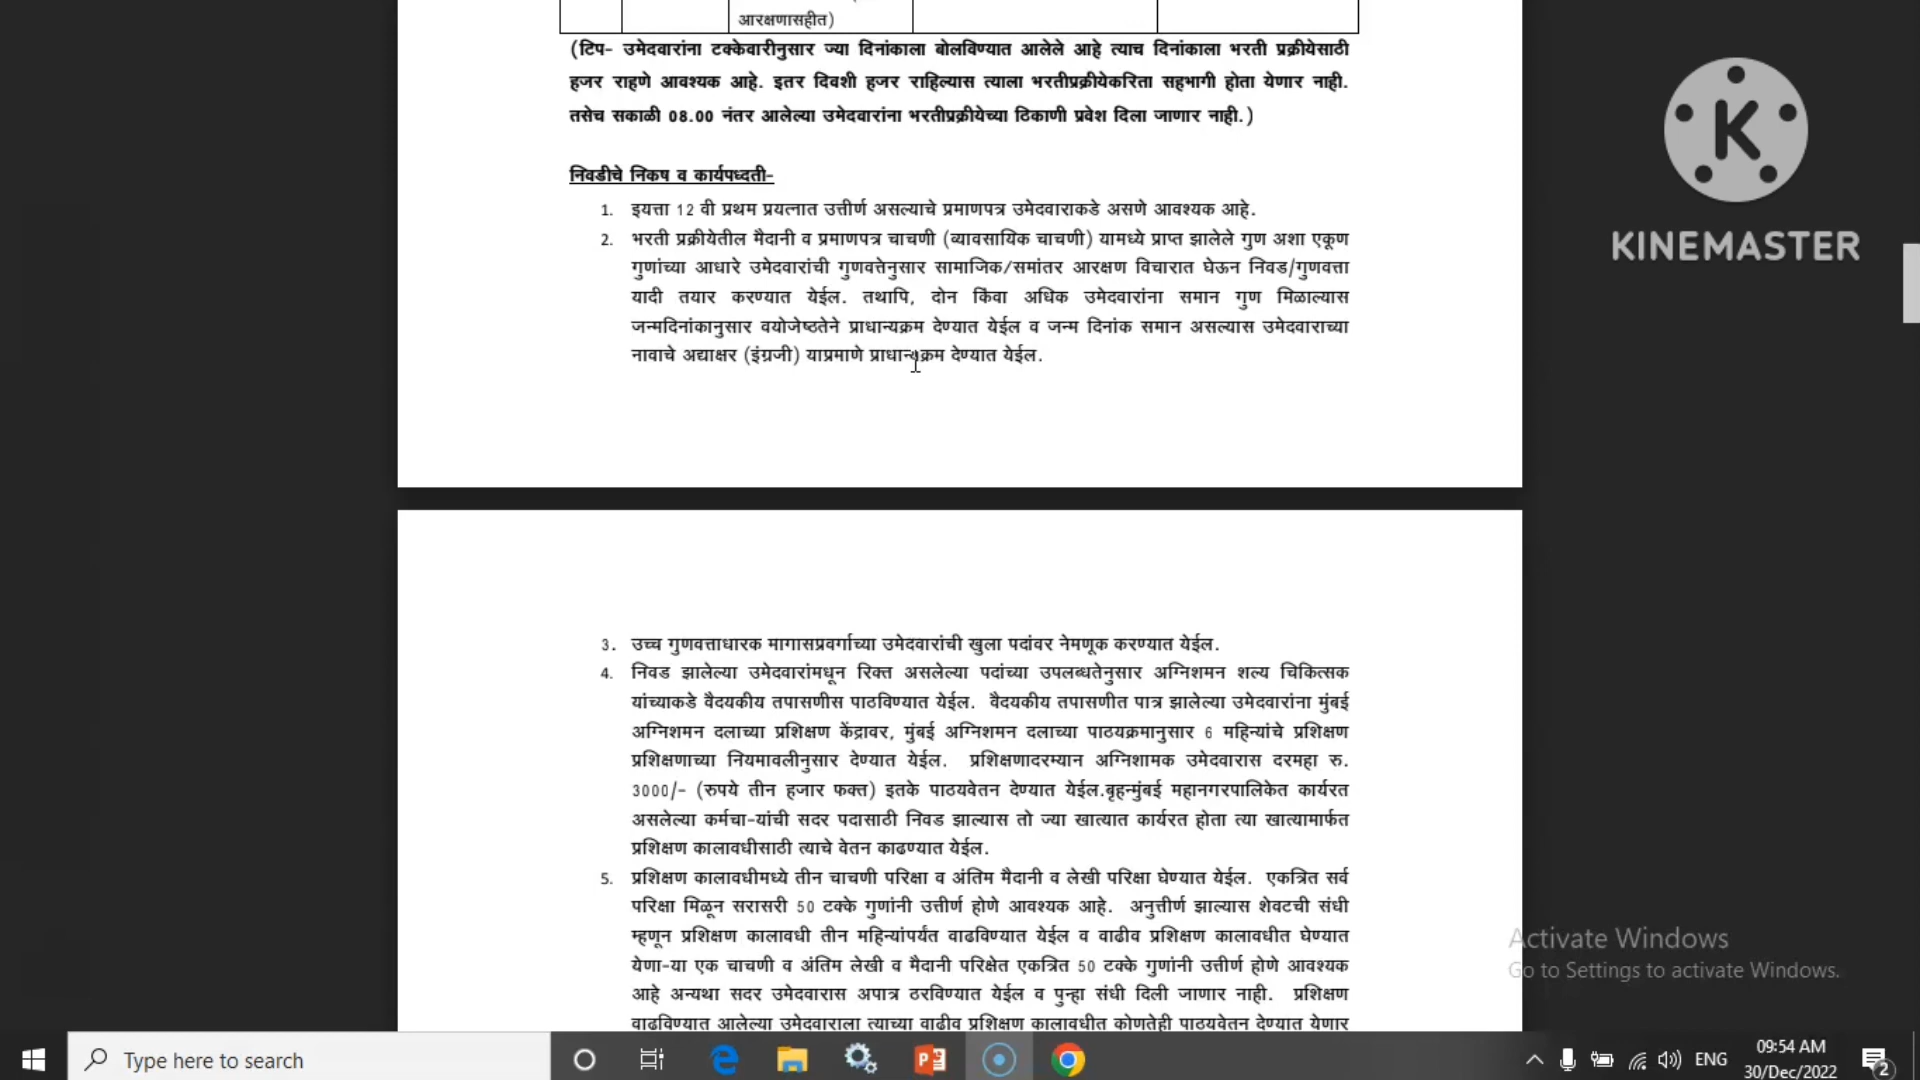 आरक्षणासहीत)
(टिप- उमेदवारांना टक्केवारीनुसार ज्या दिनांकाला बोलविण्यात आलेले आहे त्याच दिनांकाला भरती प्रक्रीयेसाठी
हजर राहणे आवश्यक आहे. इतर दिवशी हजर राहिल्यास त्याला भरतीप्रक्रीयेकरिता सहभागी होता येणार नाही.
तसेच सकाळी 08.00 नंतर आलेल्या उमेदवारांना भरतीप्रक्रीयेच्या ठिकाणी प्रवेश दिला जाणार नाही.)
निवडीचे निकष व कार्यपध्दती-
1. इयत्ता 12 वी प्रथम प्रयत्नात उत्तीर्ण असल्याचे प्रमाणपत्र उमेदवाराकडे असणे आवश्यक आहे.
2. भरती प्रक्रीयेतील मैदानी व प्रमाणपत्र चाचणी (व्यावसायिक चाचणी) यामध्ये प्राप्त झालेले गुण अशा एकूण
गुणांच्या आधारे उमेदवारांची गुणवत्तेनुसार सामाजिक/समांतर आरक्षण विचारात घेऊन निवड/गुणवत्ता
यादी तयार करण्यात येईल. तथापि, दोन किंवा अधिक उमेदवारांना समान गुण मिळाल्यास
जन्मदिनांकानुसार वयोजेष्ठतेने प्राधान्यक्रम देण्यात येईल व जन्म दिनांक समान असल्यास उमेदवाराच्या
नावाचे अद्याक्षर (इंग्रजी) याप्रमाणे प्राधान्यक्रम देण्यात येईल.
3. उच्च गुणवत्ताधारक मागासप्रवर्गाच्या उमेदवारांची खुला पदांवर नेमणूक करण्यात येईल.
4. निवड झालेल्या उमेदवारांमधून रिक्त असलेल्या पदांच्या उपलब्धतेनुसार अग्निशमन शल्य चिकित्सक
यांच्याकडे वैदयकीय तपासणीस पाठविण्यात येईल. वैदयकीय तपासणीत पात्र झालेल्या उमेदवारांना मुंबई
अग्निशमन दलाच्या प्रशिक्षण केंद्रावर, मुंबई अग्निशमन दलाच्या पाठयक्रमानुसार 6 महिन्यांचे प्रशिक्षण
प्रशिक्षणाच्या नियमावलीनुसार देण्यात येईल. प्रशिक्षणादरम्यान अग्निशामक उमेदवारास दरमहा रु.
3000/- (रुपये तीन हजार फक्त) इतके पाठयवेतन देण्यात येईल.बृहन्मुंबई महानगरपालिकेत कार्यरत
असलेल्या कर्मचा-यांची सदर पदासाठी निवड झाल्यास तो ज्या खात्यात कार्यरत होता त्या खात्यामार्फत
प्रशिक्षण कालावधीसाठी त्याचे वेतन काढण्यात येईल.
5. प्रशिक्षण कालावधीमध्ये तीन चाचणी परिक्षा व अंतिम मैदानी व लेखी परिक्षा घेण्यात येईल. एकत्रित सर्व
परिक्षा मिळून सरासरी 50 टक्के गुणांनी उत्तीर्ण होणे आवश्यक आहे. अनुत्तीर्ण झाल्यास शेवटची संधी
म्हणून प्रशिक्षण कालावधी तीन महिन्यांपर्यंत वाढविण्यात येईल व वाढीव प्रशिक्षण कालावधीत घेण्यात
येणा-या एक चाचणी व अंतिम लेखी व मैदानी परिक्षेत एकत्रित 50 टक्के गुणांनी उत्तीर्ण होणे आवश्यक
आहे अन्यथा सदर उमेदवारास अपात्र ठरविण्यात येईल व पुन्हा संधी दिली जाणार नाही. प्रशिक्षण
वाढविण्यात आलेल्या उमेदवाराला त्याच्या वाढीव प्रशिक्षण कालावधीत कोणतेही पाठयवेतन देण्यात येणार
K
KINEMASTER
Activate Windows
Go to Settings to activate Windows.
Type here to search
ENG
09:54 AM
30/Dec/2022
2